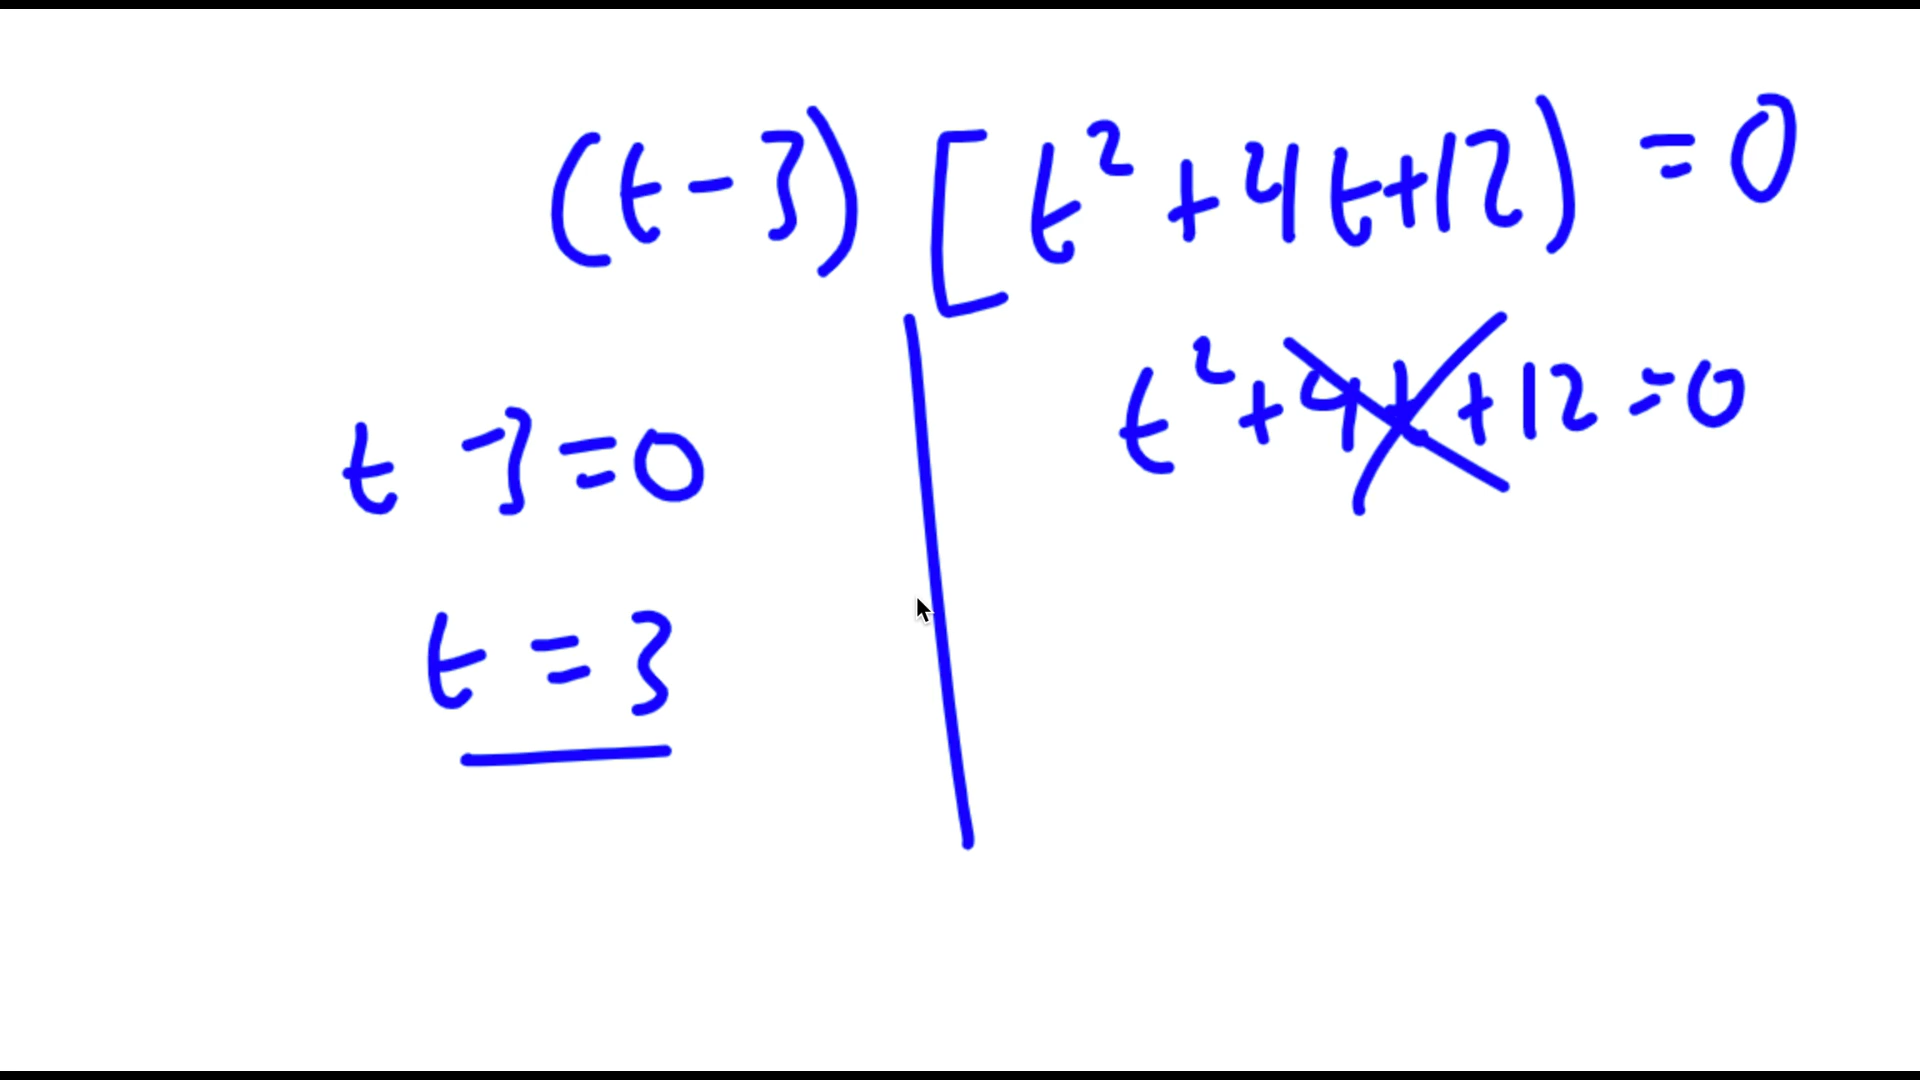 (t-3) [t²+4t+12) =0
t -3=0
t²+4t+12=0
t = 3